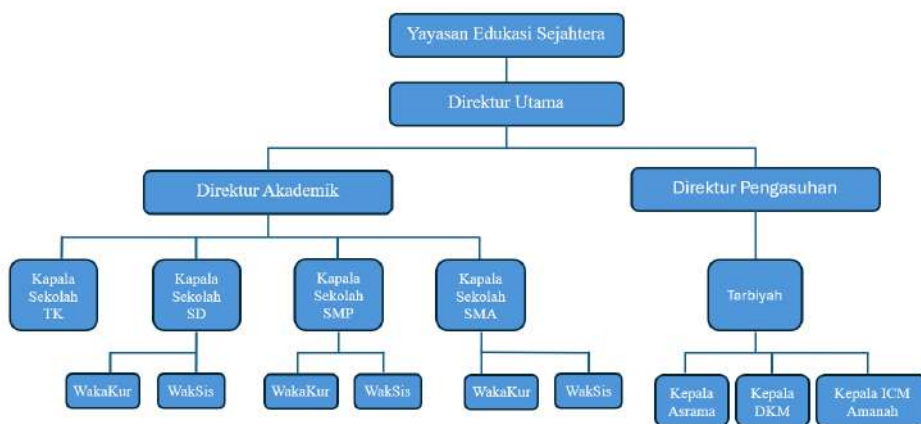 Yayasan Edukasi Sejahtera
Direktur Utama
Direktur Akademik
Direktur Pengasuhan
Kapala
Sekolah
TK
Kapala
Sekolah
SD
Kapala
Sekolah
SMP
Kapala
Sekolah
SMA
Tarbiyah
WakaKur
WakSis
WakaKur
WakSis
WakaKur
WakSis
Kepala
Asrama
Kepala
DKM
Kepala ICM
Amanah